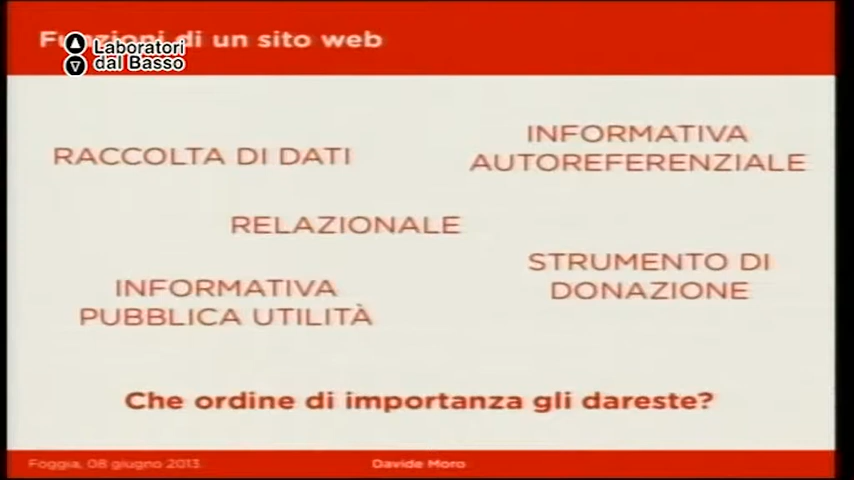 Funzioni di un sito web
Laboratori
dal Basso
RACCOLTA DI DATI
INFORMATIVA
AUTOREFERENZIALE
RELAZIONALE
STRUMENTO DI
DONAZIONE
INFORMATIVA
PUBBLICA UTILITÀ
Che ordine di importanza gli dareste?
Foggia, 08 giugno 2013
Davide Moro